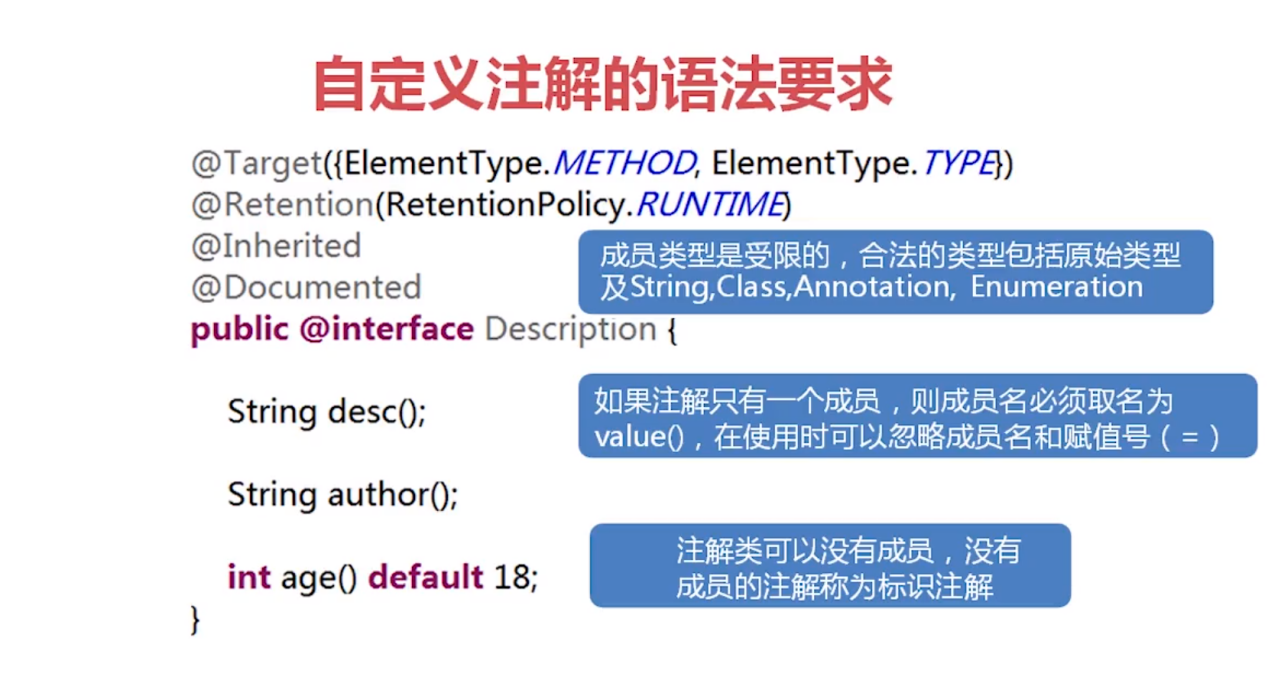 自定义注解的语法要求
@Target({ElementType.METHOD, ElementType.TYPE})
@Retention(RetentionPolicy.RUNTIME)
@Inherited
成员类型是受限的，合法的类型包括原始类型
及String,Class,Annotation, Enumeration
@Documented
public @interface Description {
如果注解只有一个成员，则成员名必须取名为
value()，在使用时可以忽略成员名和赋值号（=）
String desc();
String author();
注解类可以没有成员，没有
成员的注解称为标识注解
int age() default 18;
}